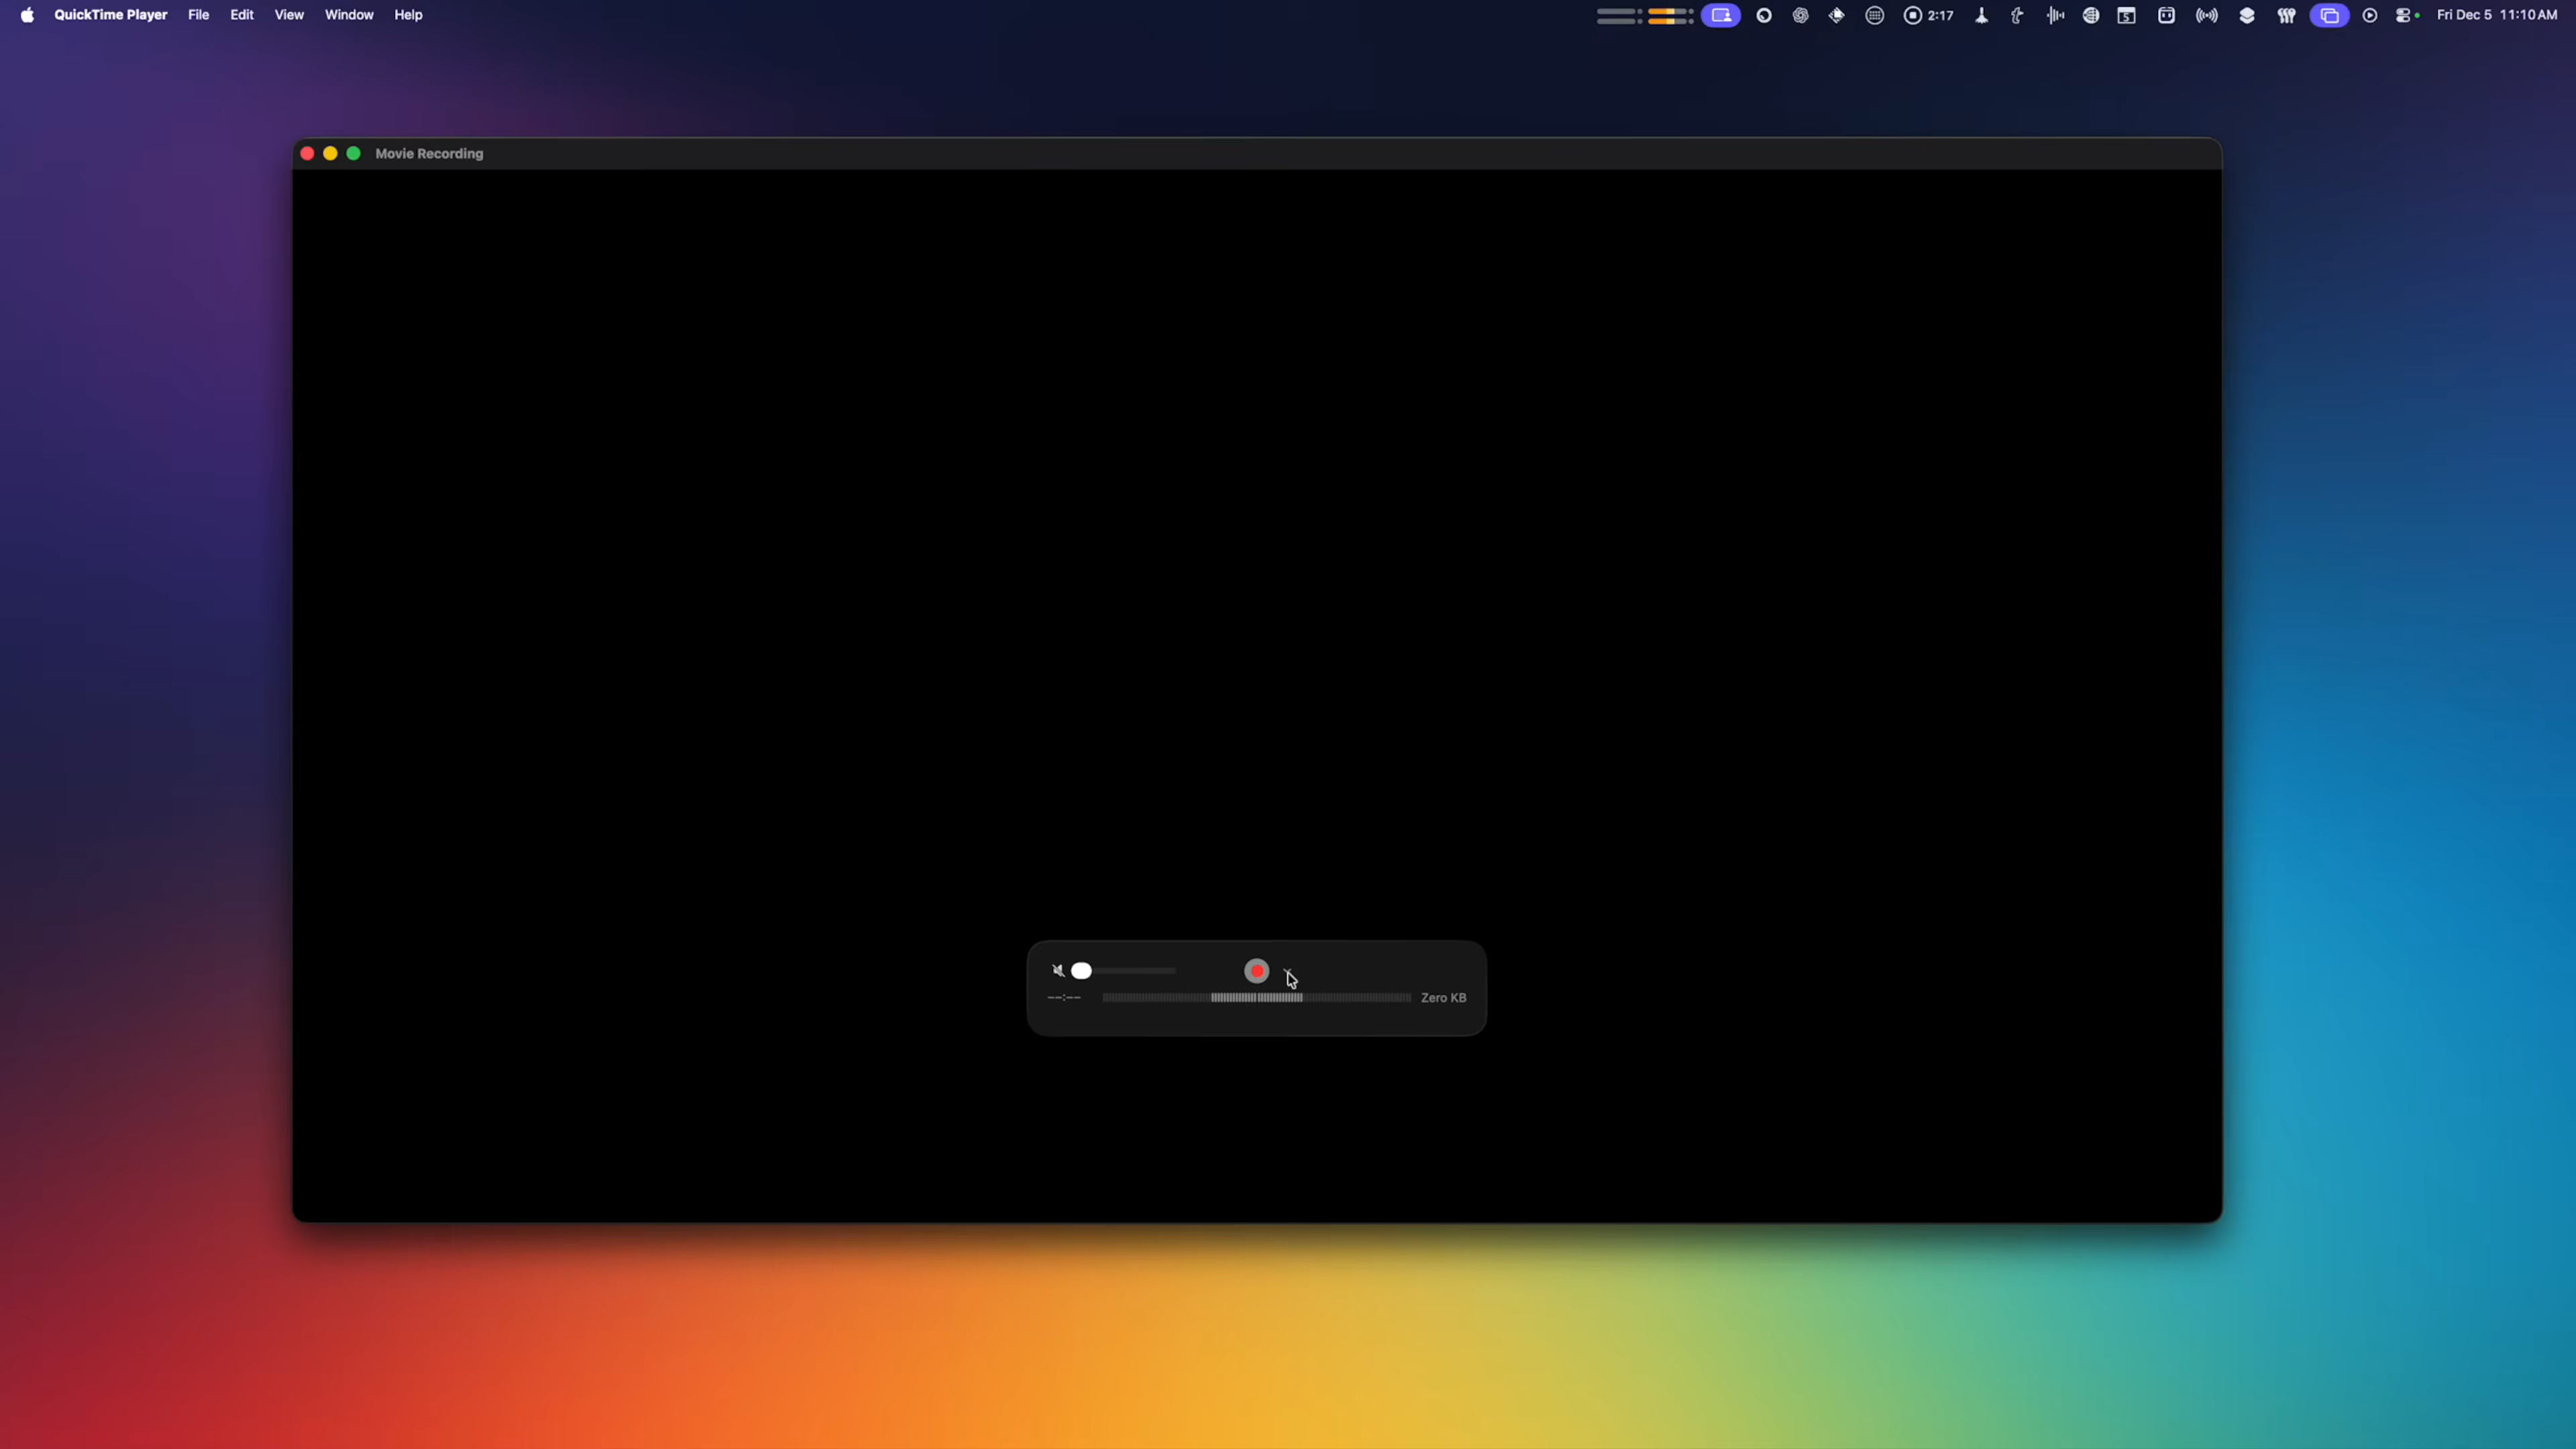 QuickTime Player File Edit View Window Help 2:17 5 Fri Dec 5 11:10 AM
Movie Recording
--:-- Zero KB